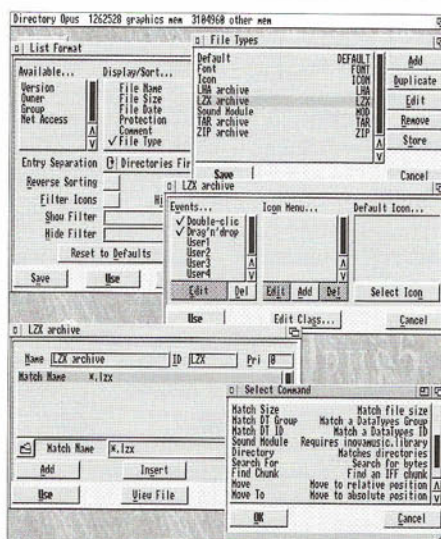 Directory Opus 1262528 graphics mem 3104960 other mem
List Format
Available...
Version
Owner
Group
Net Access
Display/Sort...
File Name
File Size
File Date
Protection
Comment
✓ File Type
Entry Separation
Directories Fir
Reverse Sorting
Filter Icons
Hi
Show Filter
Hide Filter
Reset to Defaults
Save
Use
File Types
Default DEFAULT
Font FONT
Icon ICON
LHA archive LHA
LZX archive LZX
Sound Module MOD
TAR archive TAR
ZIP archive ZIP
Add
Duplicate
Edit
Remove
Store
Save
Cancel
LZX archive
Events...
✓ Double-clic
✓ Drag'n'drop
User1
User2
User3
User4
Edit
Del
Icon Menu...
Edit
Add
Del
Default Icon...
Select Icon
Use
Edit Class...
Cancel
LZX archive
Name LZX archive ID LZX Pri 0
Match Name *.lzx
Match Name *.lzx
Add
Insert
Use
View File
Select Command
Match Size Match file size
Match DT Group Match a DataTypes Group
Match DT ID Match a DataTypes ID
Sound Module Requires inovamusic.library
Directory Matches directories
Search For Search for bytes
Find Chunk Find an IFF chunk
Move Move to relative position
Move To Move to absolute position
OK
Cancel